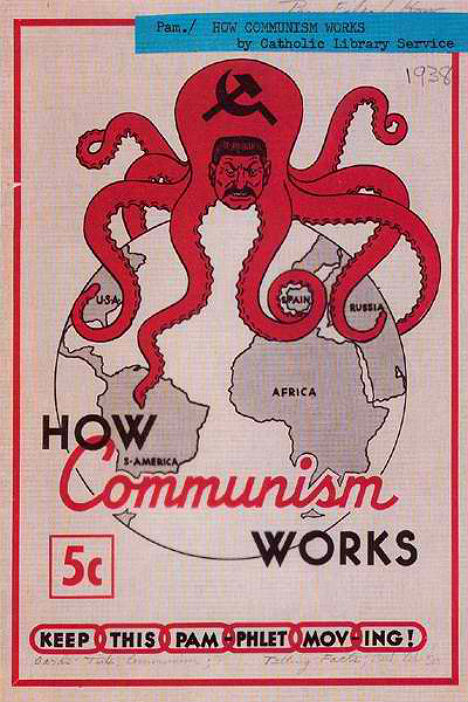 Pam./ HOW COMMUNISM WORKS
by Catholic Library Service
1938
U.S.A.
SPAIN
RUSSIA
AFRICA
HOW
S-AMERICA
Communism
WORKS
5c
KEEP THIS PAM-PHLET MOV-ING!